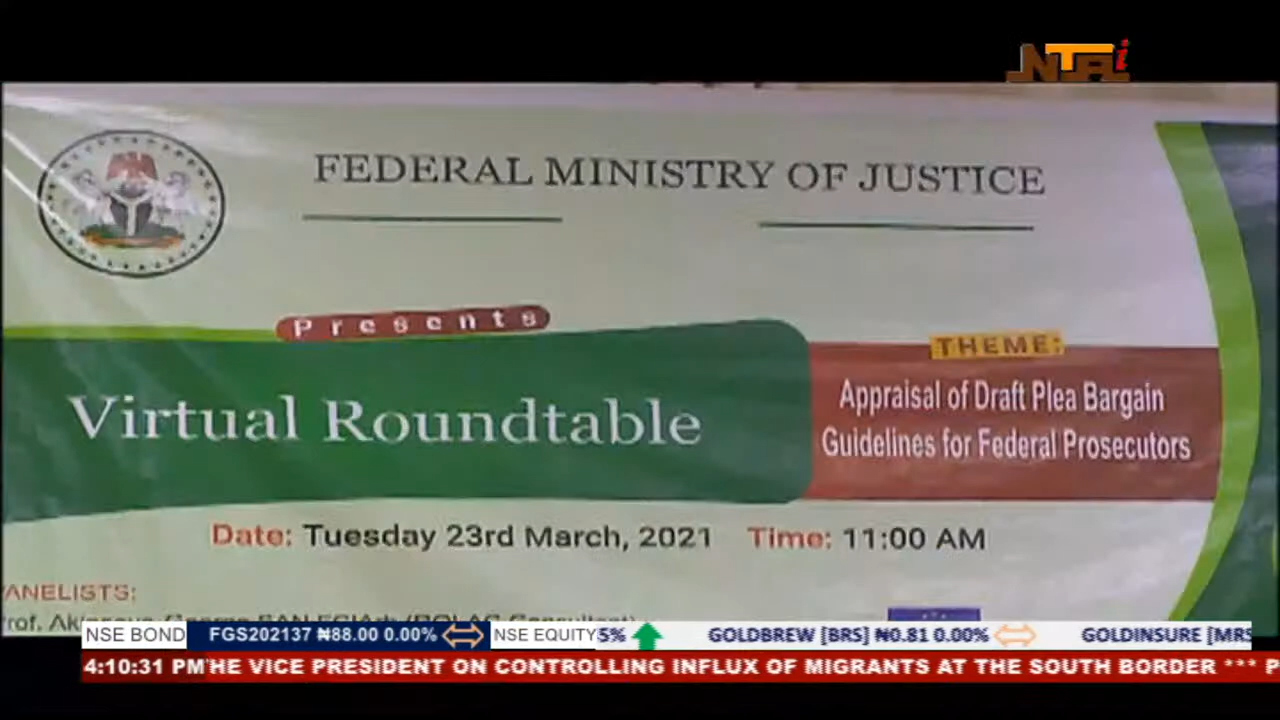 NTAi
FEDERAL MINISTRY OF JUSTICE
Presents
Virtual Roundtable
THEME:
Appraisal of Draft Plea Bargain
Guidelines for Federal Prosecutors
Date: Tuesday 23rd March, 2021 Time: 11:00 AM
ANELISTS:
NSE BOND FGS202137 ₦88.00 0.00% NSE EQUITY 5% GOLDBREW [BRS] ₦0.81 0.00% GOLDINSURE [MRS
4:10:31 PM HE VICE PRESIDENT ON CONTROLLING INFLUX OF MIGRANTS AT THE SOUTH BORDER *** P